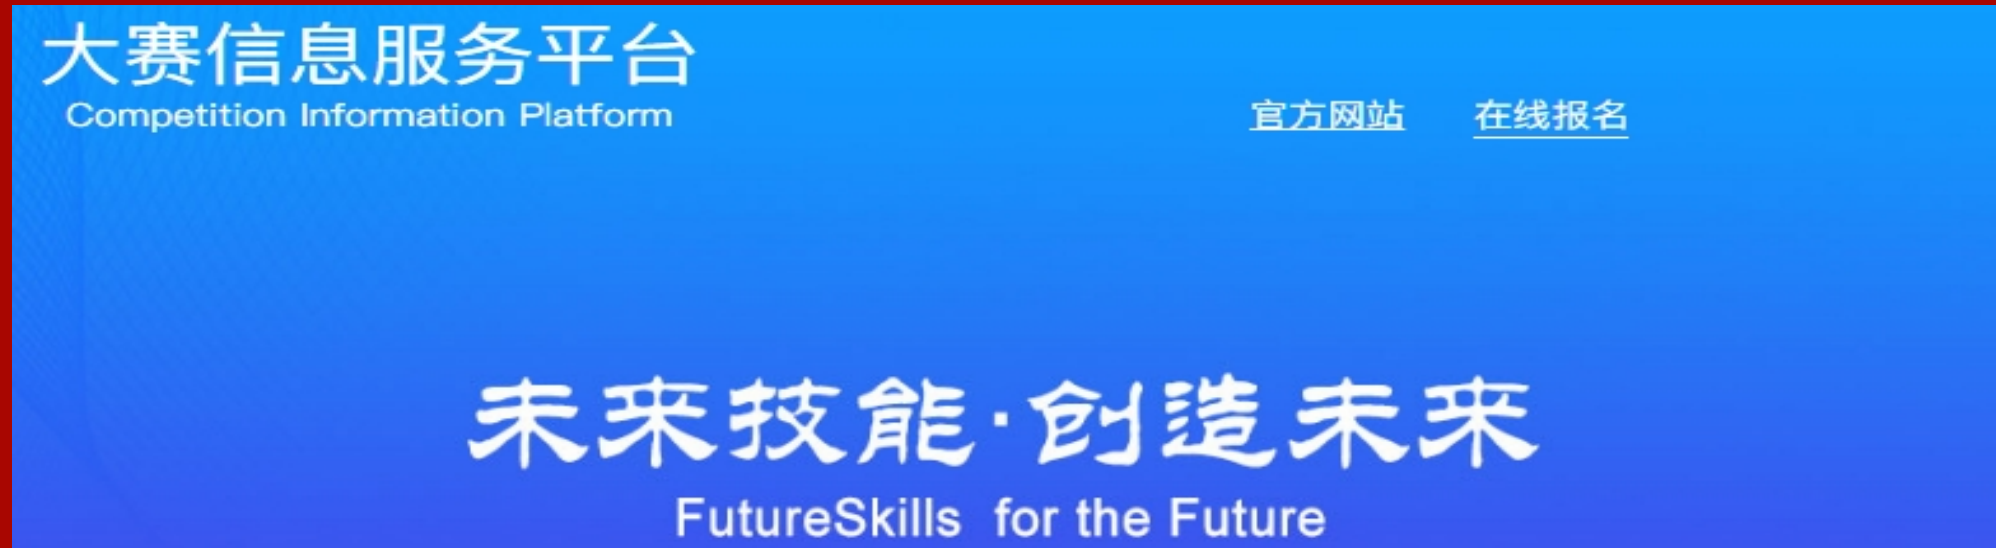 大赛信息服务平台
Competition Information Platform
官方网站 在线报名
未来技能·创造未来
FutureSkills for the Future